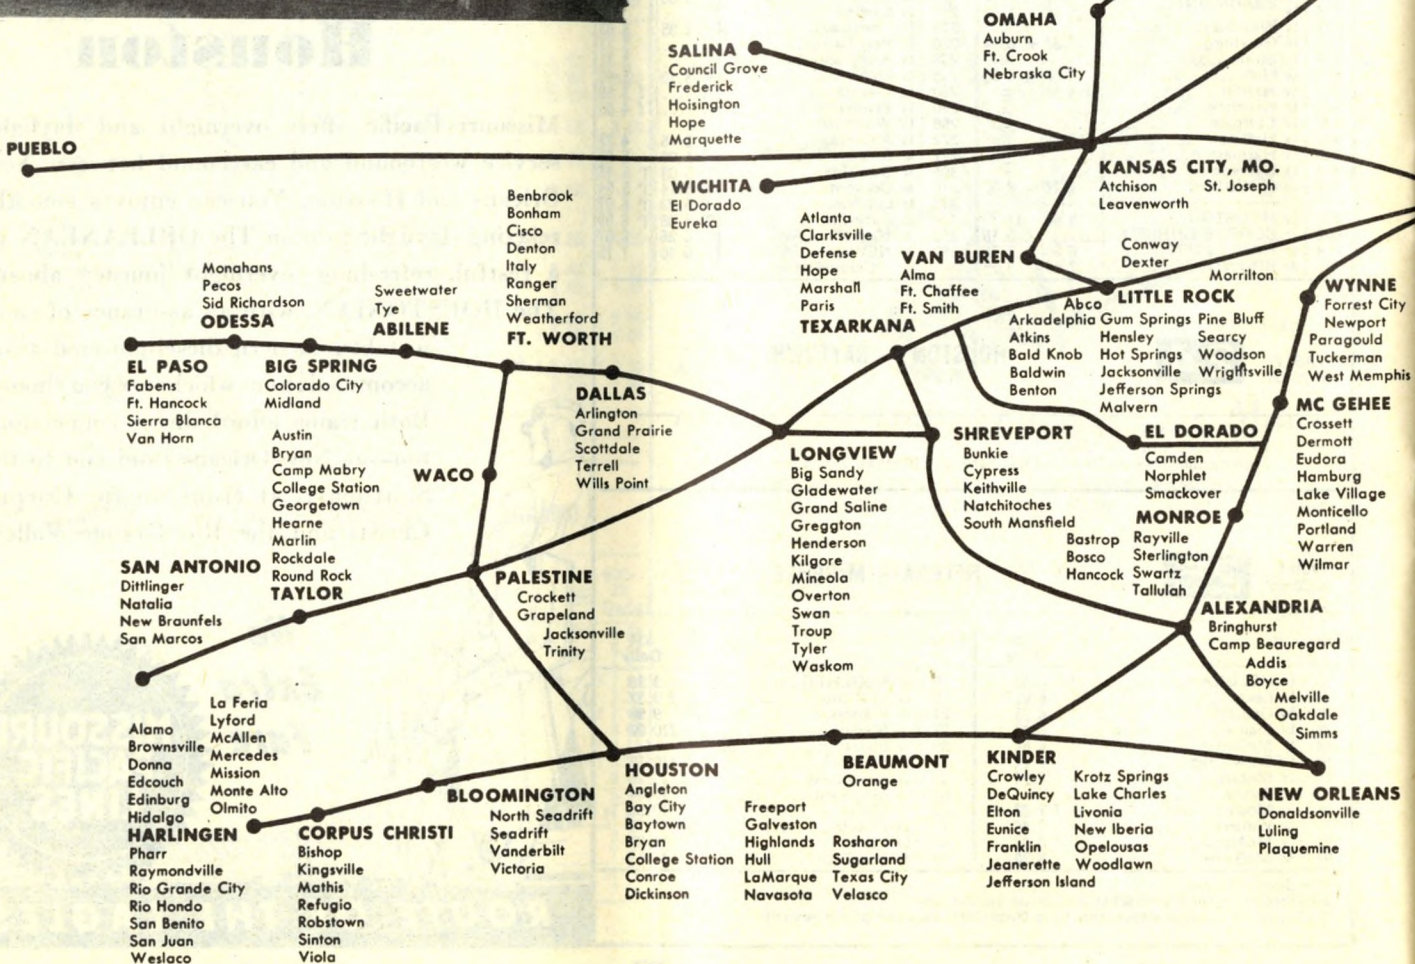 OMAHA
Auburn
Ft. Crook
Nebraska City
SALINA
Council Grove
Frederick
Hoisington
Hope
Marquette
PUEBLO
WICHITA
El Dorado
Eureka
KANSAS CITY, MO.
Atchison St. Joseph
Leavenworth
Benbrook
Bonham
Cisco
Denton
Italy
Ranger
Sherman
Weatherford
FT. WORTH
Atlanta
Clarksville
Defense
Hope
Marshall
Paris
TEXARKANA
VAN BUREN
Alma
Ft. Chaffee
Ft. Smith
Conway
Dexter
Morrilton
LITTLE ROCK
Abco
Arkadelphia Gum Springs Pine Bluff
Atkins Hensley Searcy
Bald Knob Hot Springs Woodson
Baldwin Jacksonville Wrightsville
Benton Jefferson Springs
Malvern
WYNNE
Forrest City
Newport
Paragould
Tuckerman
West Memphis
Monahans
Pecos
Sid Richardson
ODESSA
Sweetwater
Tye
ABILENE
EL PASO
Fabens
Ft. Hancock
Sierra Blanca
Van Horn
BIG SPRING
Colorado City
Midland
DALLAS
Arlington
Grand Prairie
Scottdale
Terrell
Wills Point
MC GEHEE
Crossett
Dermott
Eudora
Hamburg
Lake Village
Monticello
Portland
Warren
Wilmar
Austin
Bryan
Camp Mabry
College Station
Georgetown
Hearne
Marlin
Rockdale
Round Rock
TAYLOR
WACO
LONGVIEW
Big Sandy
Gladewater
Grand Saline
Greggton
Henderson
Kilgore
Mineola
Overton
Swan
Troup
Tyler
Waskom
SHREVEPORT
Bunkie
Cypress
Keithville
Natchitoches
South Mansfield
EL DORADO
Camden
Norphlet
Smackover
MONROE
Bastrop Rayville
Bosco Sterlington
Hancock Swartz
Tallulah
SAN ANTONIO
Dittlinger
Natalia
New Braunfels
San Marcos
PALESTINE
Crockett
Grapeland
Jacksonville
Trinity
ALEXANDRIA
Bringhurst
Camp Beauregard
Addis
Boyce
Melville
Oakdale
Simms
La Feria
Lyford
Alamo McAllen
Brownsville Mercedes
Donna Mission
Edcouch Monte Alto
Edinburg Olmito
Hidalgo
HARLINGEN
Pharr
Raymondville
Rio Grande City
Rio Hondo
San Benito
San Juan
Weslaco
CORPUS CHRISTI
Bishop
Kingsville
Mathis
Refugio
Robstown
Sinton
Viola
BLOOMINGTON
North Seadrift
Seadrift
Vanderbilt
Victoria
HOUSTON
Angleton
Bay City Freeport
Baytown Galveston
Bryan Highlands Rosharon
College Station Hull Sugarland
Conroe LaMarque Texas City
Dickinson Navasota Velasco
BEAUMONT
Orange
KINDER
Crowley Krotz Springs
DeQuincy Lake Charles
Elton Livonia
Eunice New Iberia
Franklin Opelousas
Jeanerette Woodlawn
Jefferson Island
NEW ORLEANS
Donaldsonville
Luling
Plaquemine